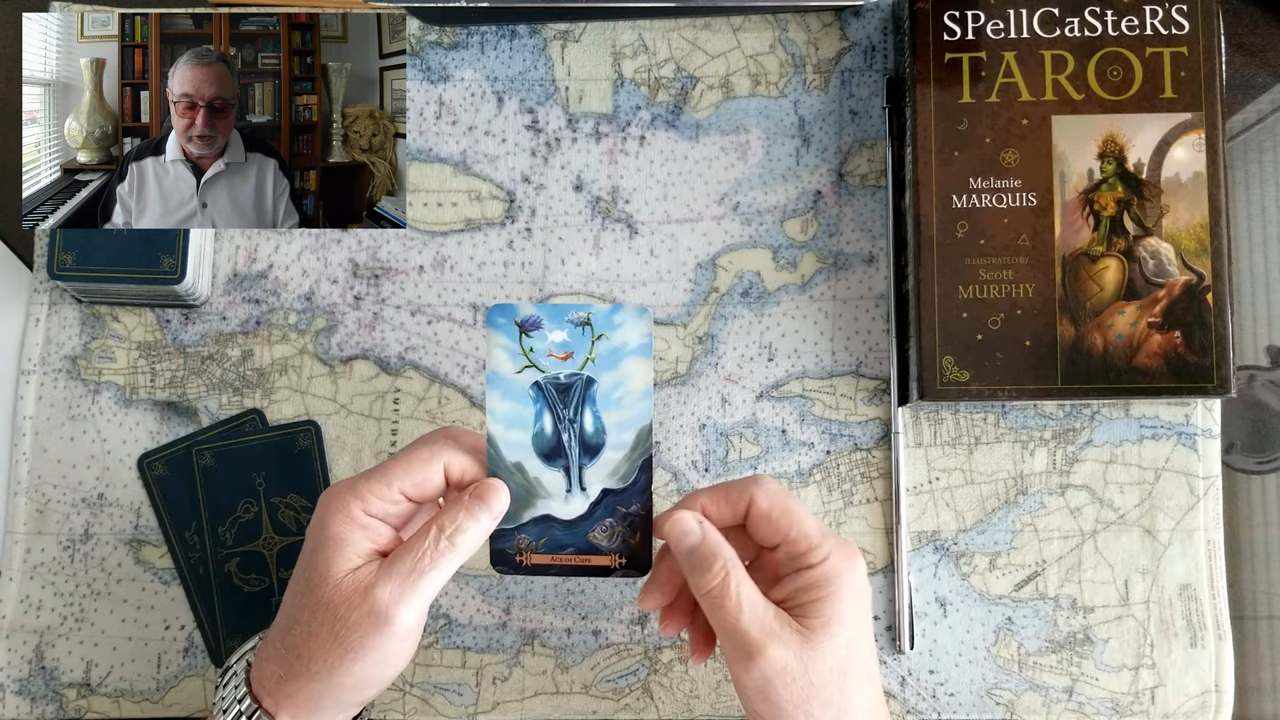 SPellCaSteR'S
TAROT
Melanie
MARQUIS
ILLUSTRATED BY
Scott
MURPHY
ACE OF CUPS